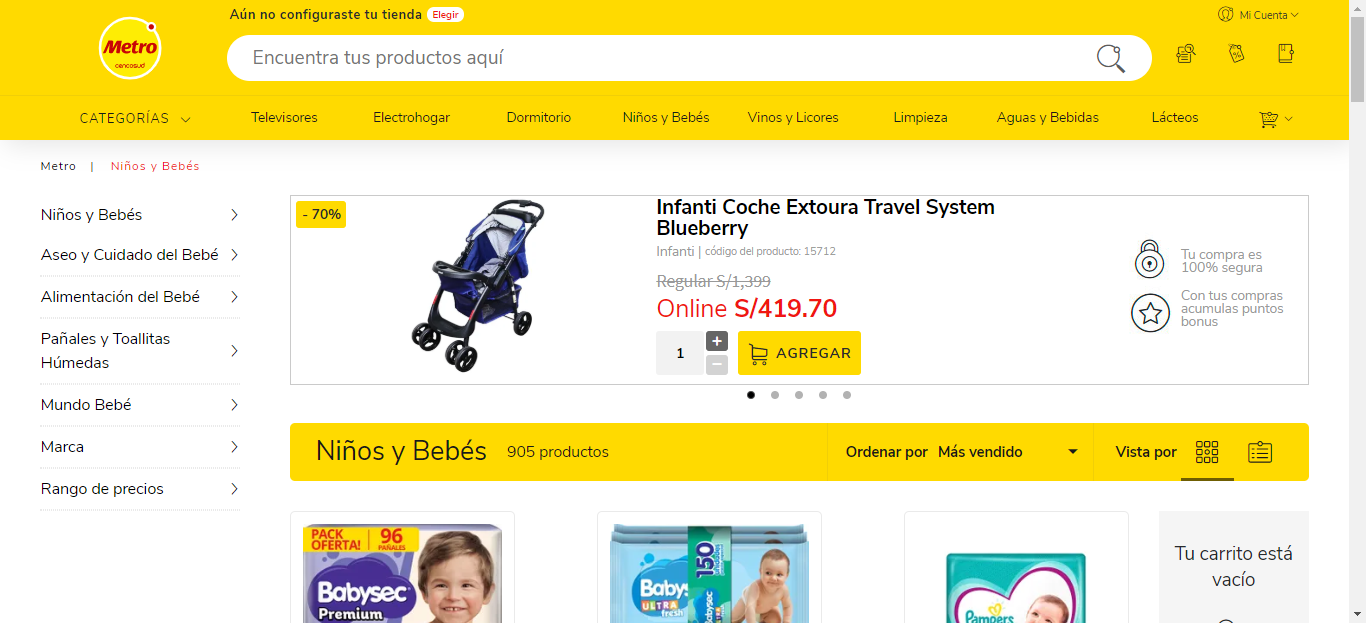 Aún no configuraste tu tienda Elegir
Mi Cuenta
Metro
cencosud
Encuentra tus productos aquí
CATEGORÍAS
Televisores
Electrohogar
Dormitorio
Niños y Bebés
Vinos y Licores
Limpieza
Aguas y Bebidas
Lácteos
Metro | Niños y Bebés
Niños y Bebés
Aseo y Cuidado del Bebé
Alimentación del Bebé
Pañales y Toallitas
Húmedas
Mundo Bebé
Marca
Rango de precios
- 70%
Infanti Coche Extoura Travel System
Blueberry
Infanti | código del producto: 15712
Regular S/1,399
Online S/419.70
1
+
−
AGREGAR
Tu compra es
100% segura
Con tus compras
acumulas puntos
bonus
Niños y Bebés 905 productos
Ordenar por Más vendido
Vista por
PACK
OFERTA!
96
PAÑALES
Babysec
Premium
Babysec
ULTRA
fresh
150
Babysec
Pampers
Tu carrito está
vacío